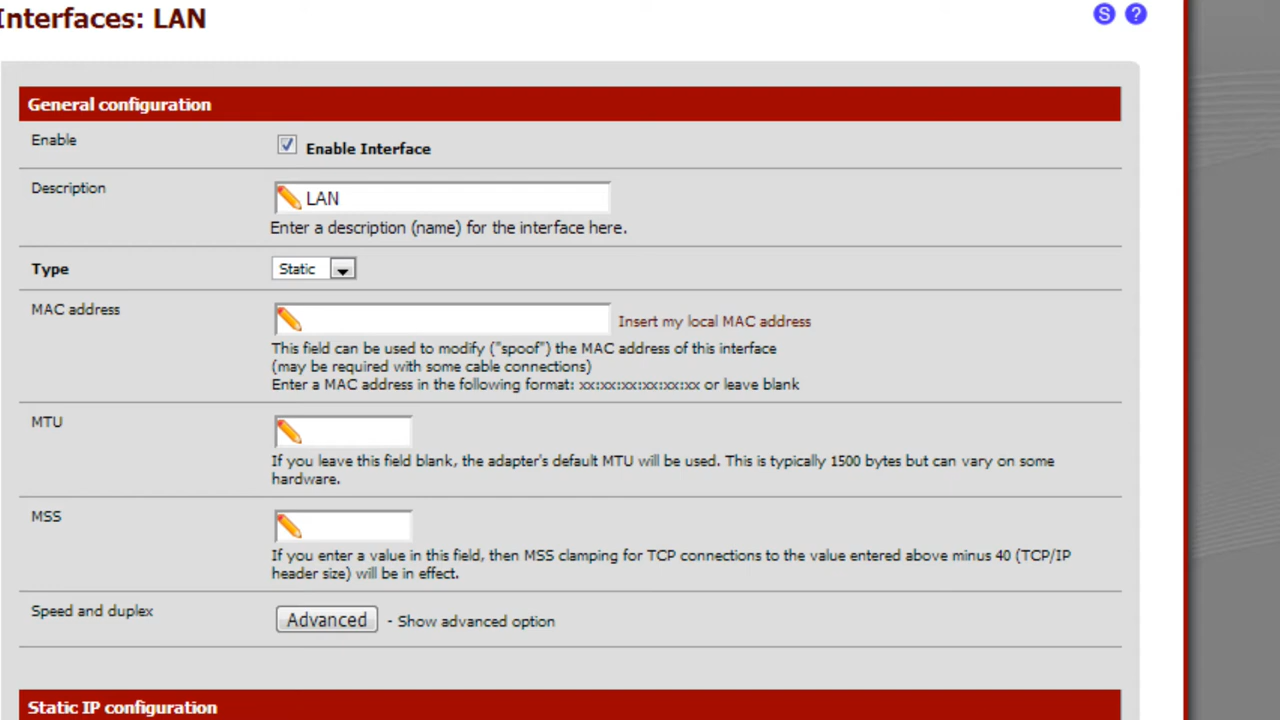 Interfaces: LAN
S ?
General configuration
Enable
Enable Interface
Description
LAN
Enter a description (name) for the interface here.
Type
Static
MAC address
Insert my local MAC address
This field can be used to modify ("spoof") the MAC address of this interface
(may be required with some cable connections)
Enter a MAC address in the following format: xx:xx:xx:xx:xx:xx or leave blank
MTU
If you leave this field blank, the adapter's default MTU will be used. This is typically 1500 bytes but can vary on some
hardware.
MSS
If you enter a value in this field, then MSS clamping for TCP connections to the value entered above minus 40 (TCP/IP
header size) will be in effect.
Speed and duplex
Advanced - Show advanced option
Static IP configuration